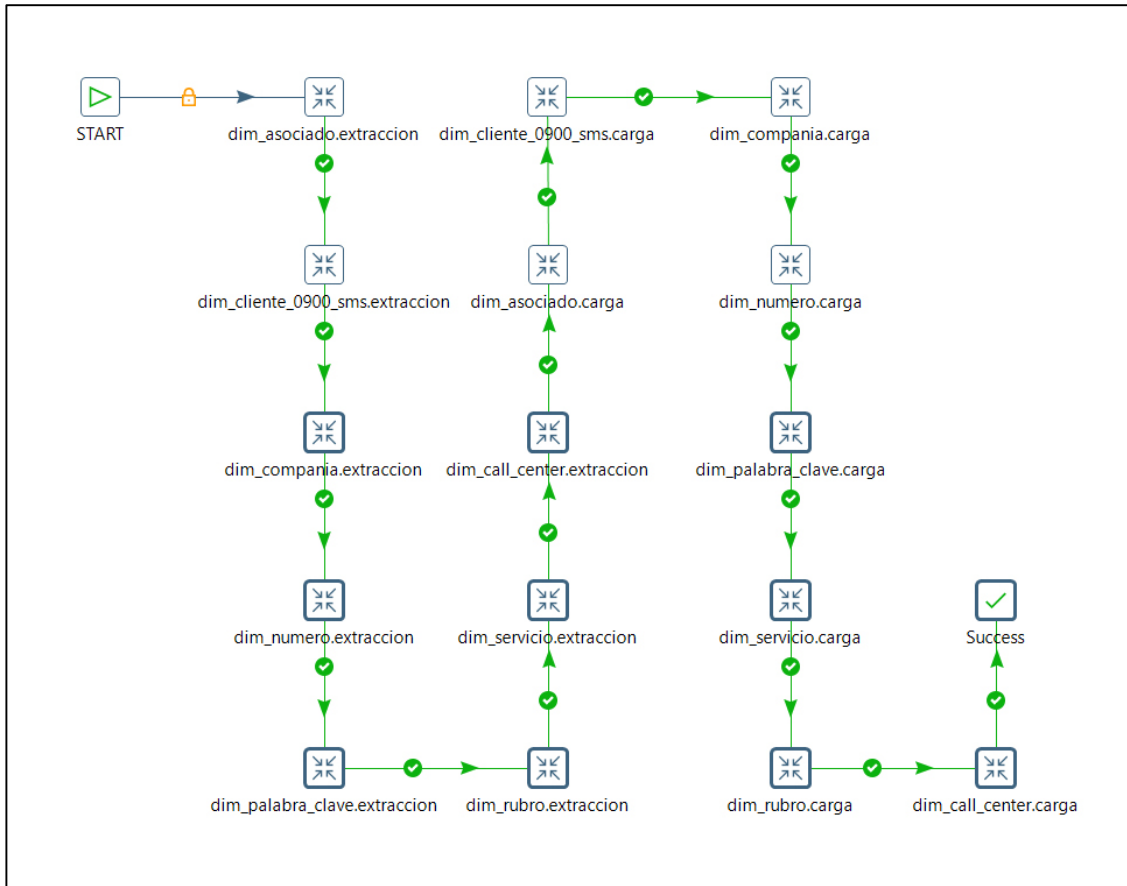 START
dim_asociado.extraccion
dim_cliente_0900_sms.carga
dim_compania.carga
dim_cliente_0900_sms.extraccion
dim_asociado.carga
dim_numero.carga
dim_compania.extraccion
dim_call_center.extraccion
dim_palabra_clave.carga
dim_numero.extraccion
dim_servicio.extraccion
dim_servicio.carga
Success
dim_palabra_clave.extraccion
dim_rubro.extraccion
dim_rubro.carga
dim_call_center.carga